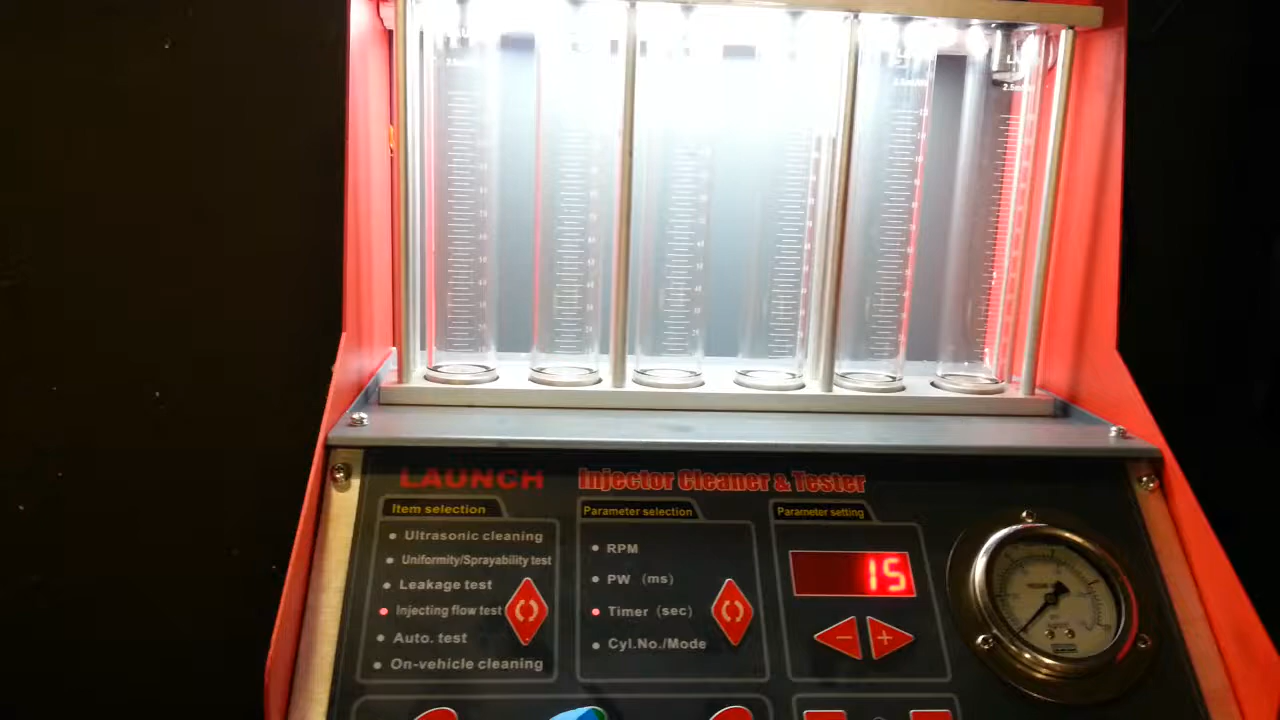 LAUNCH
Injector Cleaner & Tester
Item selection
Ultrasonic cleaning
Uniformity/Sprayability test
Leakage test
Injecting flow test
Auto. test
On-vehicle cleaning
Parameter selection
RPM
PW (ms)
Timer (sec)
Cyl.No./Mode
Parameter setting
15